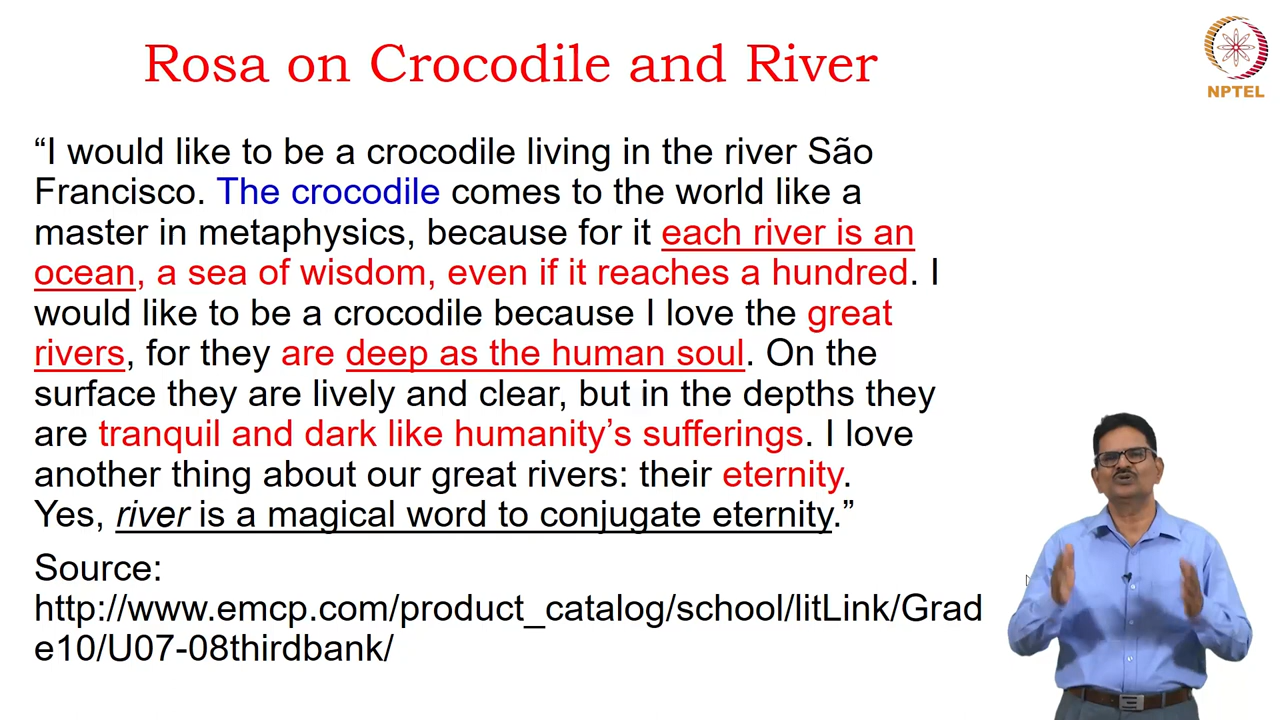 Rosa on Crocodile and River
NPTEL
“I would like to be a crocodile living in the river São
Francisco. The crocodile comes to the world like a
master in metaphysics, because for it each river is an
ocean, a sea of wisdom, even if it reaches a hundred. I
would like to be a crocodile because I love the great
rivers, for they are deep as the human soul. On the
surface they are lively and clear, but in the depths they
are tranquil and dark like humanity’s sufferings. I love
another thing about our great rivers: their eternity.
Yes, river is a magical word to conjugate eternity.”
Source:
http://www.emcp.com/product_catalog/school/litLink/Grad
e10/U07-08thirdbank/